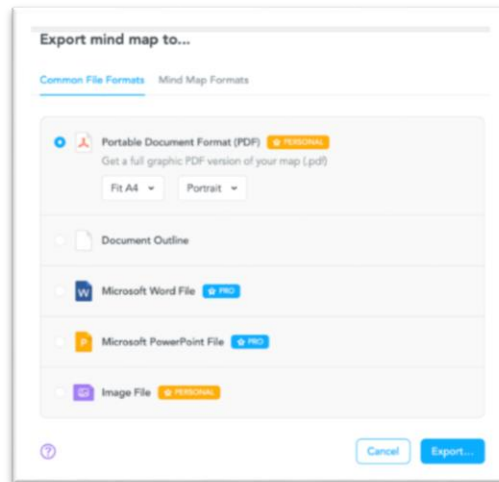 Export mind map to...
Common File Formats Mind Map Formats
Portable Document Format (PDF) PERSONAL
Get a full graphic PDF version of your map (.pdf)
Fit A4 Portrait
Document Outline
W Microsoft Word File PRO
P Microsoft PowerPoint File PRO
Image File PERSONAL
?
Cancel Export...